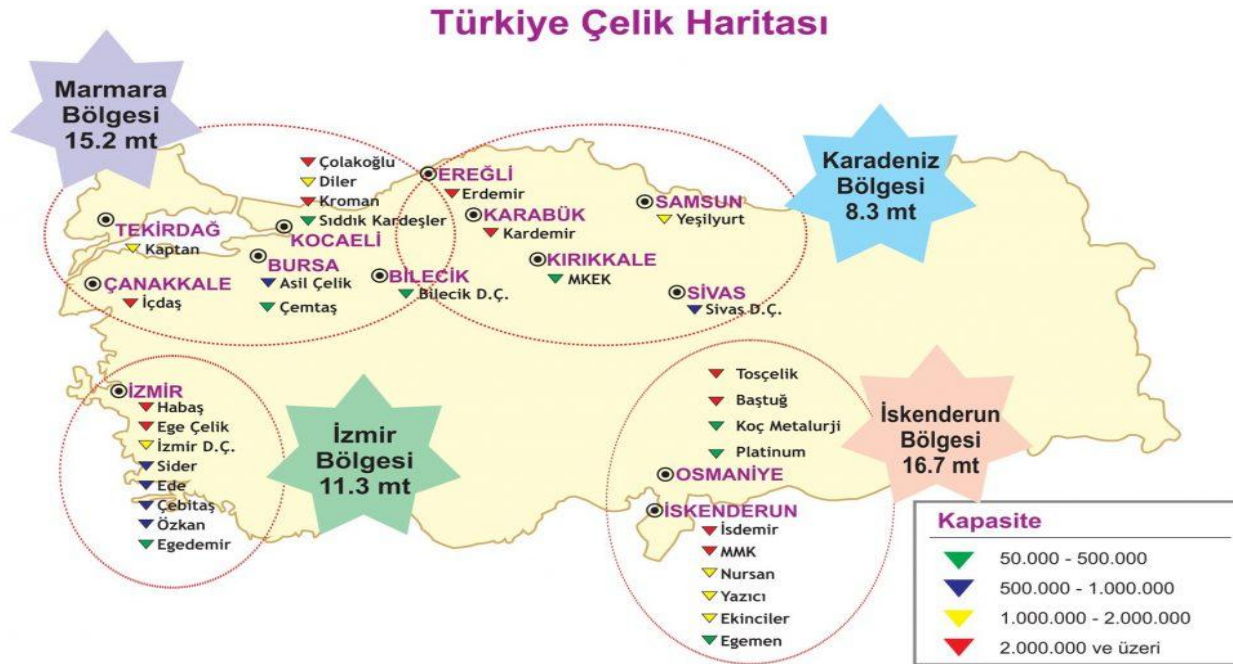 Türkiye Çelik Haritası
Marmara
Bölgesi
15.2 mt
Karadeniz
Bölgesi
8.3 mt
Çolakoğlu
Diler
Kroman
Sıddık Kardeşler
KOCAELİ
TEKİRDAĞ
Kaptan
ÇANAKKALE
İçdaş
BURSA
Asil Çelik
Çemtaş
BİLECİK
Bilecik D.Ç.
EREĞLİ
Erdemir
KARABÜK
Kardemir
KIRIKKALE
MKEK
SAMSUN
Yeşilyurt
SİVAS
Sivas D.Ç.
İZMİR
Habaş
Ege Çelik
İzmir D.Ç.
Sider
Ede
Çebitaş
Özkan
Egedemir
İzmir
Bölgesi
11.3 mt
Tosçelik
Baştuğ
Koç Metalurji
Platinum
OSMANİYE
İSKENDERUN
İsdemir
MMK
Nursan
Yazıcı
Ekinciler
Egemen
İskenderun
Bölgesi
16.7 mt
Kapasite
50.000 - 500.000
500.000 - 1.000.000
1.000.000 - 2.000.000
2.000.000 ve üzeri